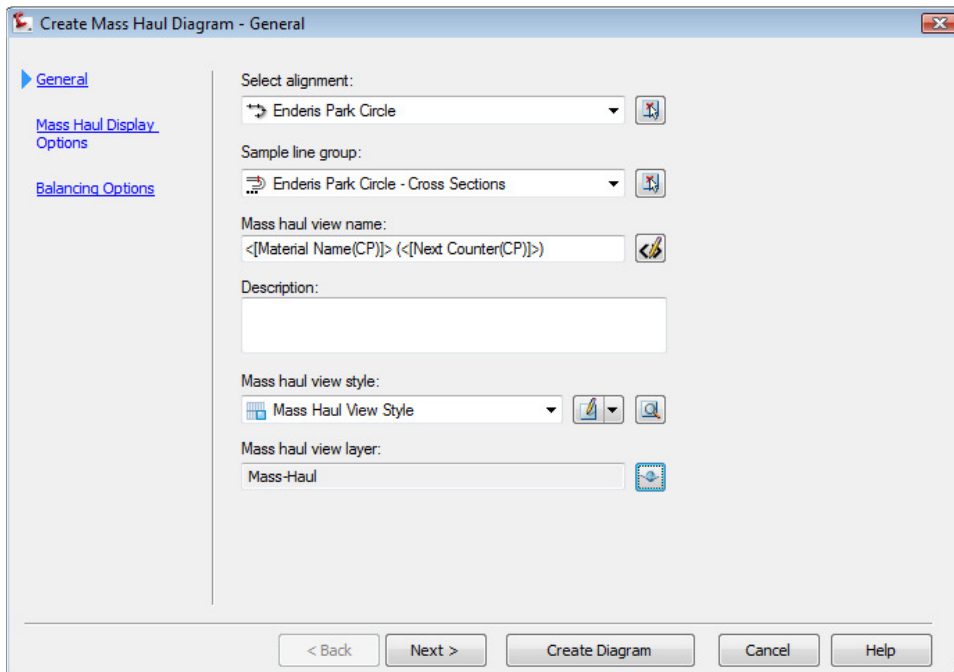 Create Mass Haul Diagram - General
General
Mass Haul Display
Options
Balancing Options
Select alignment:
Enderis Park Circle
Sample line group:
Enderis Park Circle - Cross Sections
Mass haul view name:
<[Material Name(CP)]> (<[Next Counter(CP)]>)
Description:
Mass haul view style:
Mass Haul View Style
Mass haul view layer:
Mass-Haul
< Back
Next >
Create Diagram
Cancel
Help